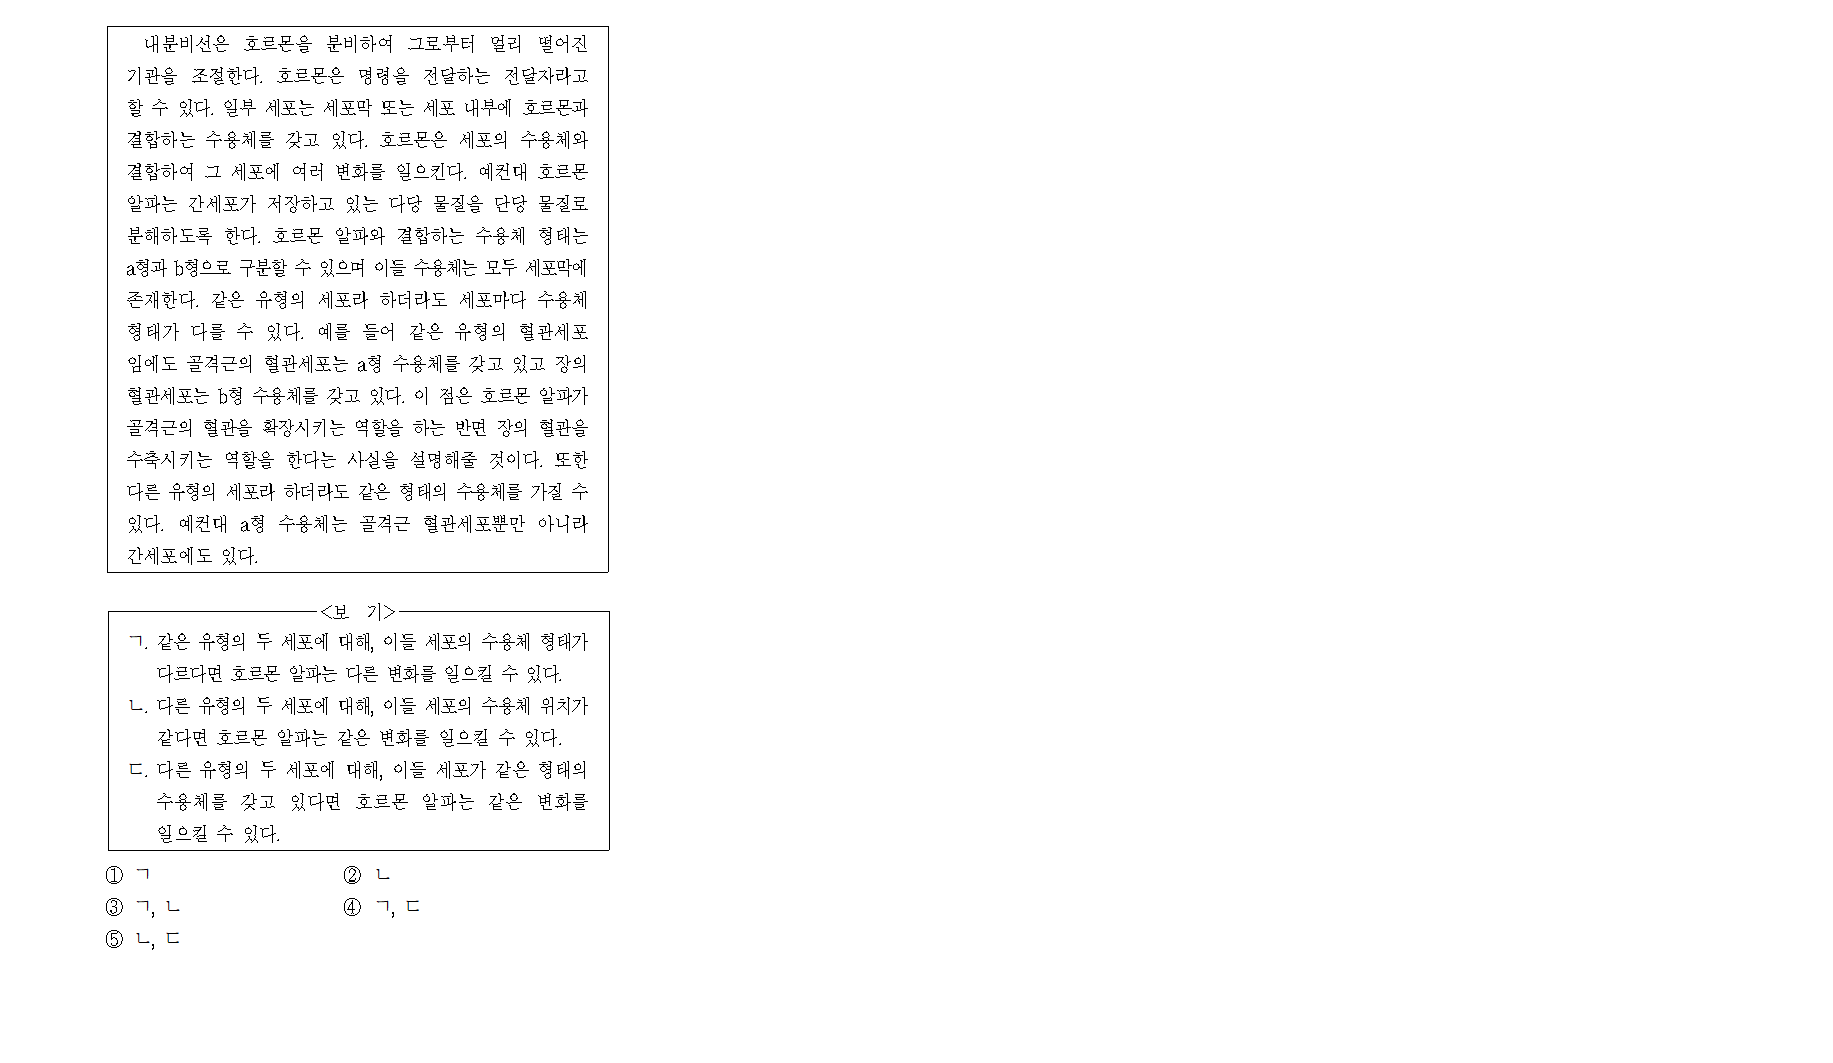 내분비선은 호르몬을 분비하여 그로부터 멀리 떨어진
기관을 조절한다. 호르몬은 명령을 전달하는 전달자라고
할 수 있다. 일부 세포는 세포막 또는 세포 내부에 호르몬과
결합하는 수용체를 갖고 있다. 호르몬은 세포의 수용체와
결합하여 그 세포에 여러 변화를 일으킨다. 예컨대 호르몬
알파는 간세포가 저장하고 있는 다당 물질을 단당 물질로
분해하도록 한다. 호르몬 알파와 결합하는 수용체 형태는
a형과 b형으로 구분할 수 있으며 이들 수용체는 모두 세포막에
존재한다. 같은 유형의 세포라 하더라도 세포마다 수용체
형태가 다를 수 있다. 예를 들어 같은 유형의 혈관세포
임에도 골격근의 혈관세포는 a형 수용체를 갖고 있고 장의
혈관세포는 b형 수용체를 갖고 있다. 이 점은 호르몬 알파가
골격근의 혈관을 확장시키는 역할을 하는 반면 장의 혈관을
수축시키는 역할을 한다는 사실을 설명해줄 것이다. 또한
다른 유형의 세포라 하더라도 같은 형태의 수용체를 가질 수
있다. 예컨대 a형 수용체는 골격근 혈관세포뿐만 아니라
간세포에도 있다.
<보 기>
ㄱ. 같은 유형의 두 세포에 대해, 이들 세포의 수용체 형태가
다르다면 호르몬 알파는 다른 변화를 일으킬 수 있다.
ㄴ. 다른 유형의 두 세포에 대해, 이들 세포의 수용체 위치가
같다면 호르몬 알파는 같은 변화를 일으킬 수 있다.
ㄷ. 다른 유형의 두 세포에 대해, 이들 세포가 같은 형태의
수용체를 갖고 있다면 호르몬 알파는 같은 변화를
일으킬 수 있다.
① ㄱ ② ㄴ
③ ㄱ, ㄴ ④ ㄱ, ㄷ
⑤ ㄴ, ㄷ